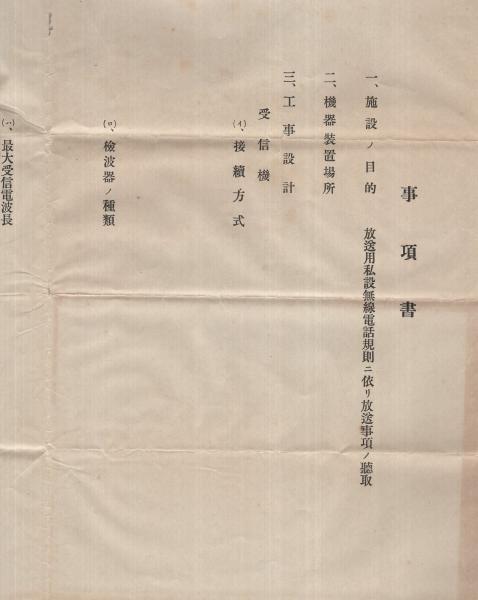 事項書
一、施設ノ目的 放送用私設無線電話規則ニ依リ放送事項ノ聽取
二、機器裝置場所
三、工事設計
受信機
(イ)、接續方式
(ロ)、檢波器ノ種類
(ハ)、最大受信電波長